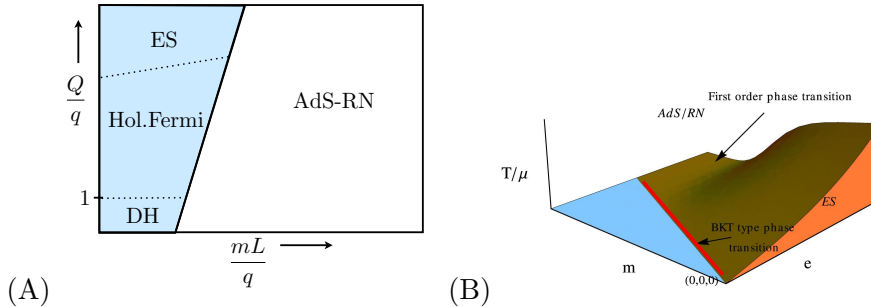 ES
Q/q
AdS-RN
Hol.Fermi
1
DH
mL/q
(A)
First order phase transition
AdS/RN
T/μ
ES
BKT type phase
transition
m
e
(0,0,0)
(B)